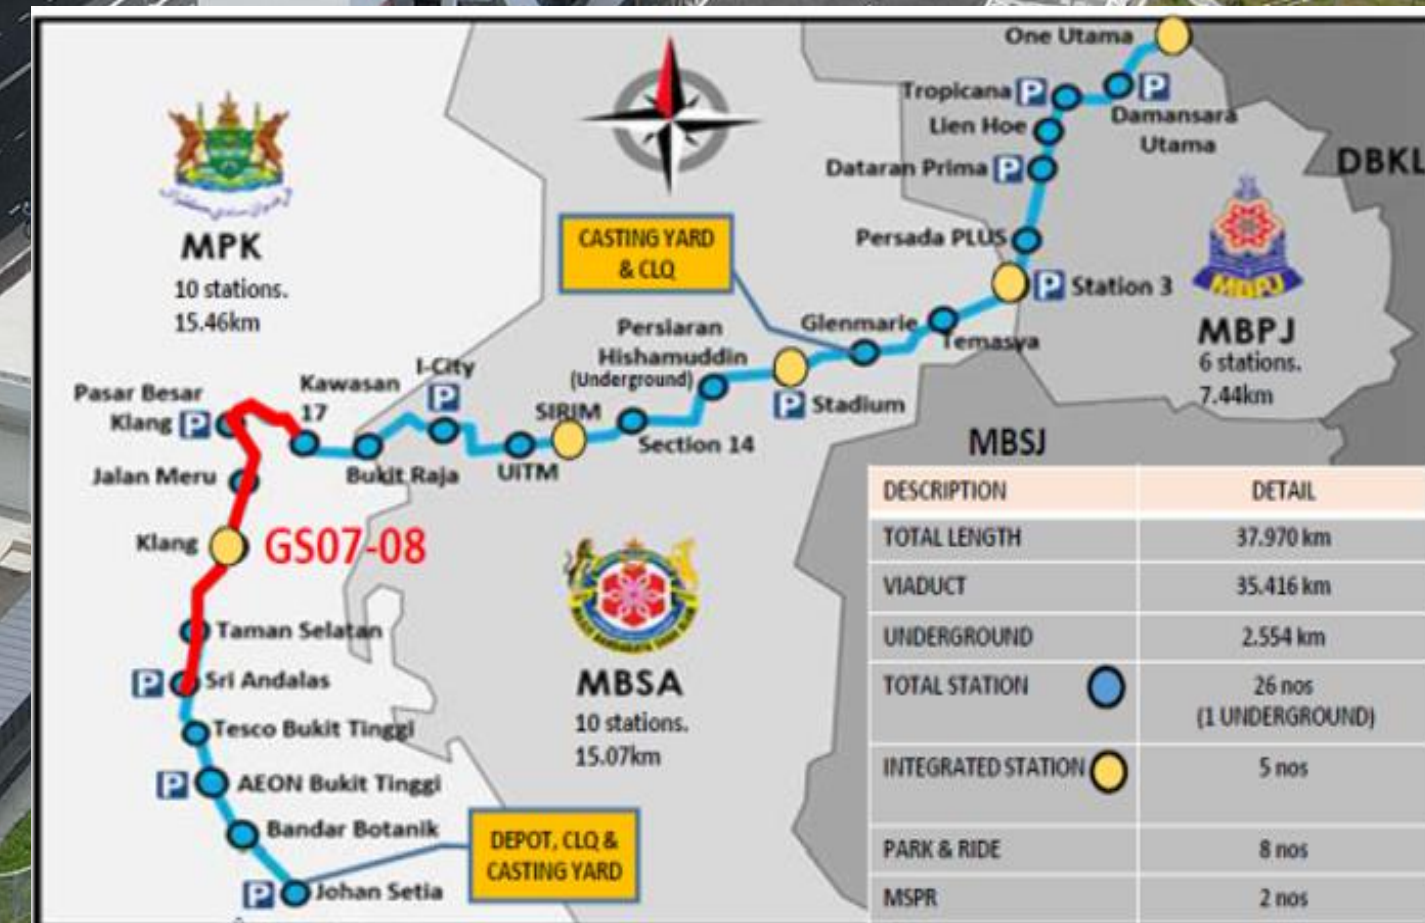 One Utama
Tropicana P
P
Damansara
Utama
Lien Hoe
DBKL
Dataran Prima P
MPK
10 stations.
15.46km
CASTING YARD
& CLQ
Persada PLUS
P Station 3
MBPJ
MBPJ
6 stations.
7.44km
Glenmarie
Temasya
Persiaran
Hishamuddin
(Underground)
P Stadium
I-City
P
Kawasan
17
Pasar Besar
Klang P
SIRIM
Section 14
Bukit Raja
UITM
Jalan Meru
MBSJ
Klang
GS07-08
Taman Selatan
P Sri Andalas
MBSA
10 stations.
15.07km
Tesco Bukit Tinggi
P AEON Bukit Tinggi
Bandar Botanik
DEPOT, CLQ &
CASTING YARD
P Johan Setia
DESCRIPTION DETAIL
TOTAL LENGTH 37.970 km
VIADUCT 35.416 km
UNDERGROUND 2.554 km
TOTAL STATION 26 nos
(1 UNDERGROUND)
INTEGRATED STATION 5 nos
PARK & RIDE 8 nos
MSPR 2 nos